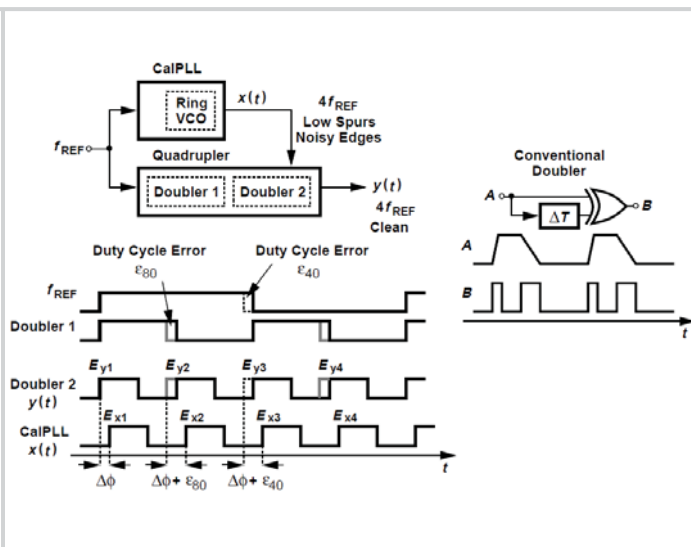 CalPLL
Ring
VCO
x(t)
4fREF
Low Spurs
Noisy Edges
fREF
Quadrupler
Doubler 1
Doubler 2
y(t)
4fREF
Clean
Conventional
Doubler
A
ΔT
B
A
B
t
Duty Cycle Error
ε80
Duty Cycle Error
ε40
fREF
Doubler 1
Ey1
Ey2
Ey3
Ey4
Doubler 2
y(t)
Ex1
Ex2
Ex3
Ex4
CalPLL
x(t)
t
Δϕ
Δϕ + ε80
Δϕ + ε40